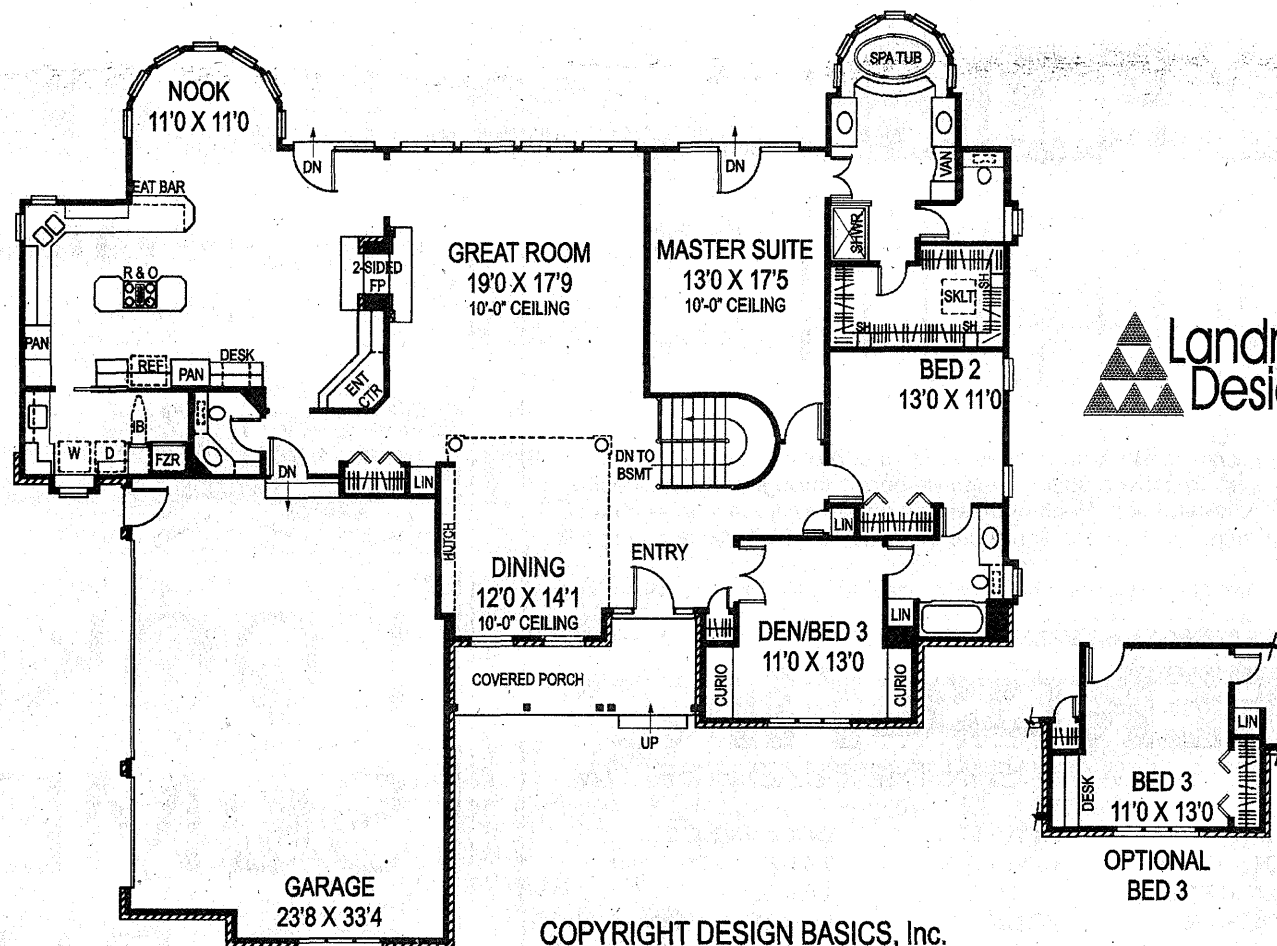 NOOK
11'0 X 11'0
SPA TUB
DN
DN
VAN
EAT BAR
SHWR
R & O
2-SIDED
FP
GREAT ROOM
19'0 X 17'9
10'-0" CEILING
MASTER SUITE
13'0 X 17'5
10'-0" CEILING
SH
SKLT
SH
SH
PAN
REF
PAN
DESK
ENT
CTR
BED 2
13'0 X 11'0
Landr
Desi
IB
W
D
FZR
DN
LIN
DN TO
BSMT
LIN
HUTCH
DINING
12'0 X 14'1
10'-0" CEILING
ENTRY
LIN
DEN/BED 3
11'0 X 13'0
CURIO
CURIO
COVERED PORCH
UP
LIN
DESK
BED 3
11'0 X 13'0
OPTIONAL
BED 3
GARAGE
23'8 X 33'4
COPYRIGHT DESIGN BASICS, Inc.